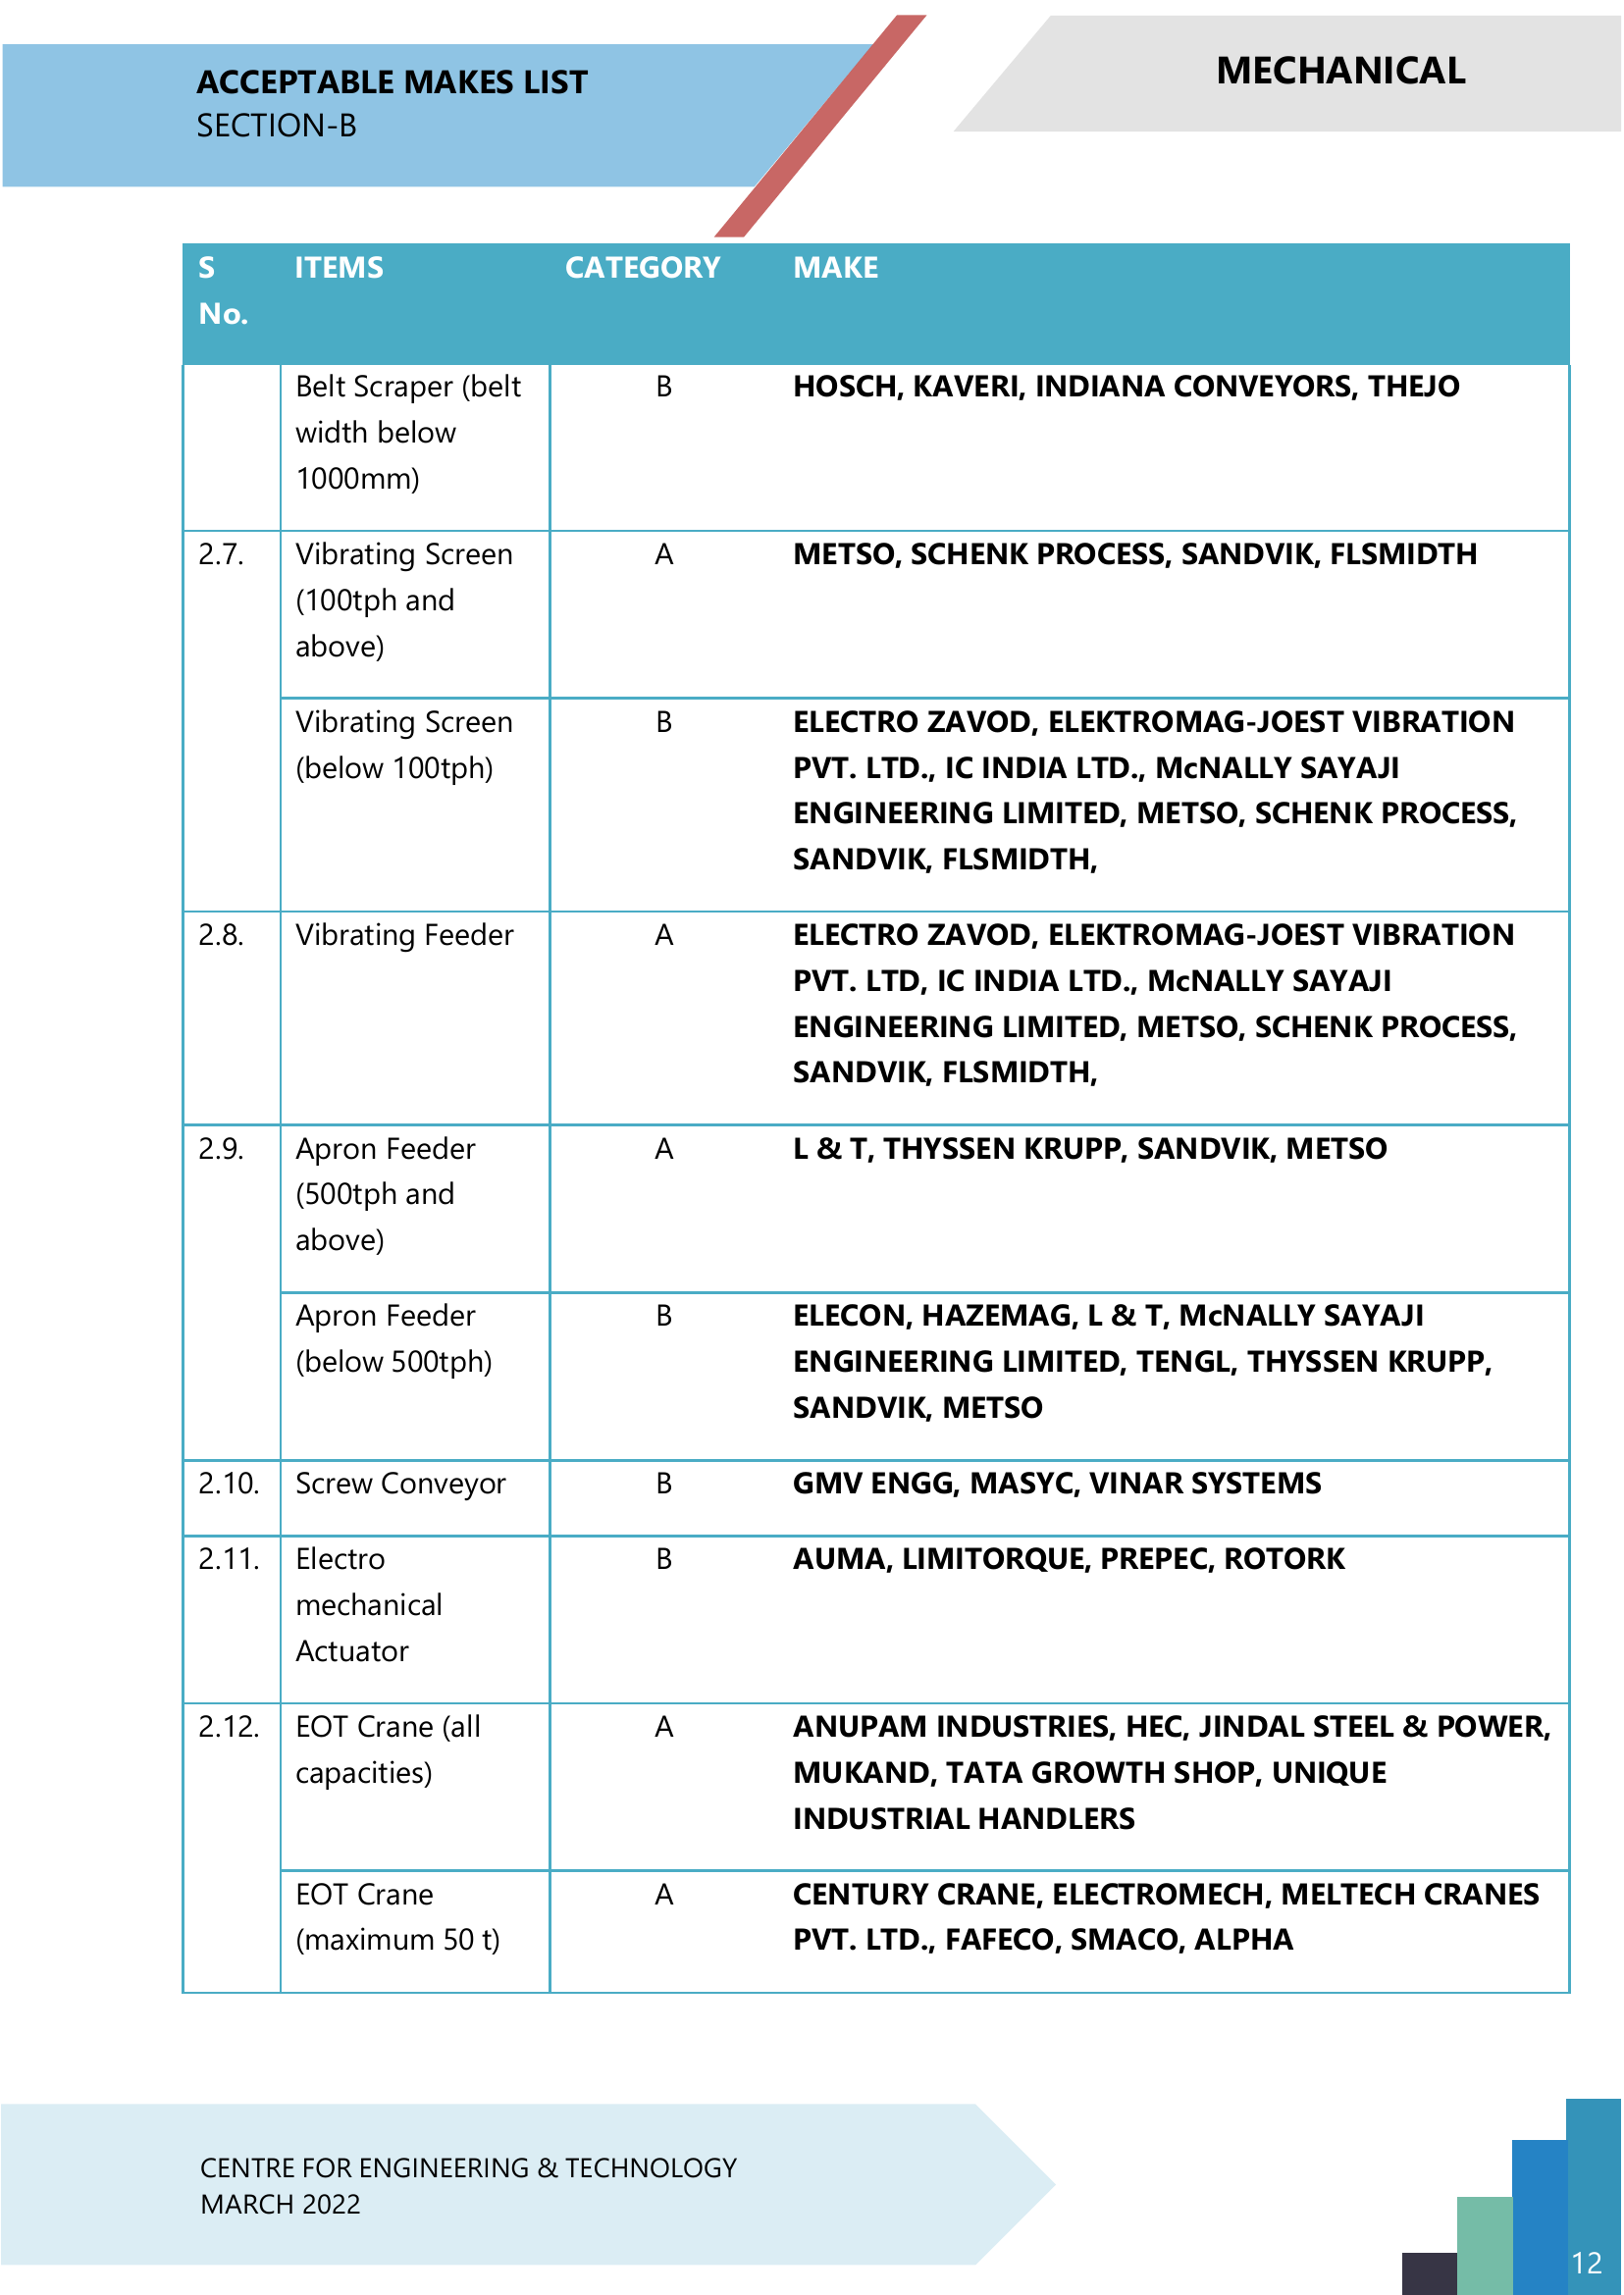 ACCEPTABLE MAKES LIST
SECTION-B
MECHANICAL
S No. ITEMS CATEGORY MAKE
Belt Scraper (belt width below 1000mm) B HOSCH, KAVERI, INDIANA CONVEYORS, THEJO
2.7. Vibrating Screen (100tph and above) A METSO, SCHENK PROCESS, SANDVIK, FLSMIDTH
Vibrating Screen (below 100tph) B ELECTRO ZAVOD, ELEKTROMAG-JOEST VIBRATION
PVT. LTD., IC INDIA LTD., McNALLY SAYAJI
ENGINEERING LIMITED, METSO, SCHENK PROCESS,
SANDVIK, FLSMIDTH,
2.8. Vibrating Feeder A ELECTRO ZAVOD, ELEKTROMAG-JOEST VIBRATION
PVT. LTD, IC INDIA LTD., McNALLY SAYAJI
ENGINEERING LIMITED, METSO, SCHENK PROCESS,
SANDVIK, FLSMIDTH,
2.9. Apron Feeder (500tph and above) A L & T, THYSSEN KRUPP, SANDVIK, METSO
Apron Feeder (below 500tph) B ELECON, HAZEMAG, L & T, McNALLY SAYAJI
ENGINEERING LIMITED, TENGL, THYSSEN KRUPP,
SANDVIK, METSO
2.10. Screw Conveyor B GMV ENGG, MASYC, VINAR SYSTEMS
2.11. Electro mechanical Actuator B AUMA, LIMITORQUE, PREPEC, ROTORK
2.12. EOT Crane (all capacities) A ANUPAM INDUSTRIES, HEC, JINDAL STEEL & POWER,
MUKAND, TATA GROWTH SHOP, UNIQUE
INDUSTRIAL HANDLERS
EOT Crane (maximum 50 t) A CENTURY CRANE, ELECTROMECH, MELTECH CRANES
PVT. LTD., FAFECO, SMACO, ALPHA
CENTRE FOR ENGINEERING & TECHNOLOGY
MARCH 2022
12